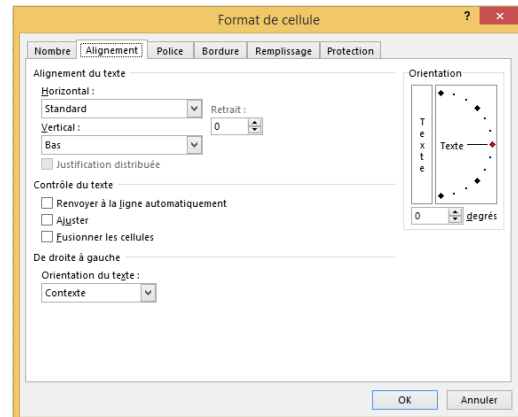 Format de cellule
? ×
Nombre Alignement Police Bordure Remplissage Protection
Alignement du texte
Horizontal :
Standard
Retrait :
0
Vertical :
Bas
Justification distribuée
Contrôle du texte
Renvoyer à la ligne automatiquement
Ajuster
Fusionner les cellules
De droite à gauche
Orientation du texte :
Contexte
Orientation
Texte
Texte
0 degrés
OK Annuler